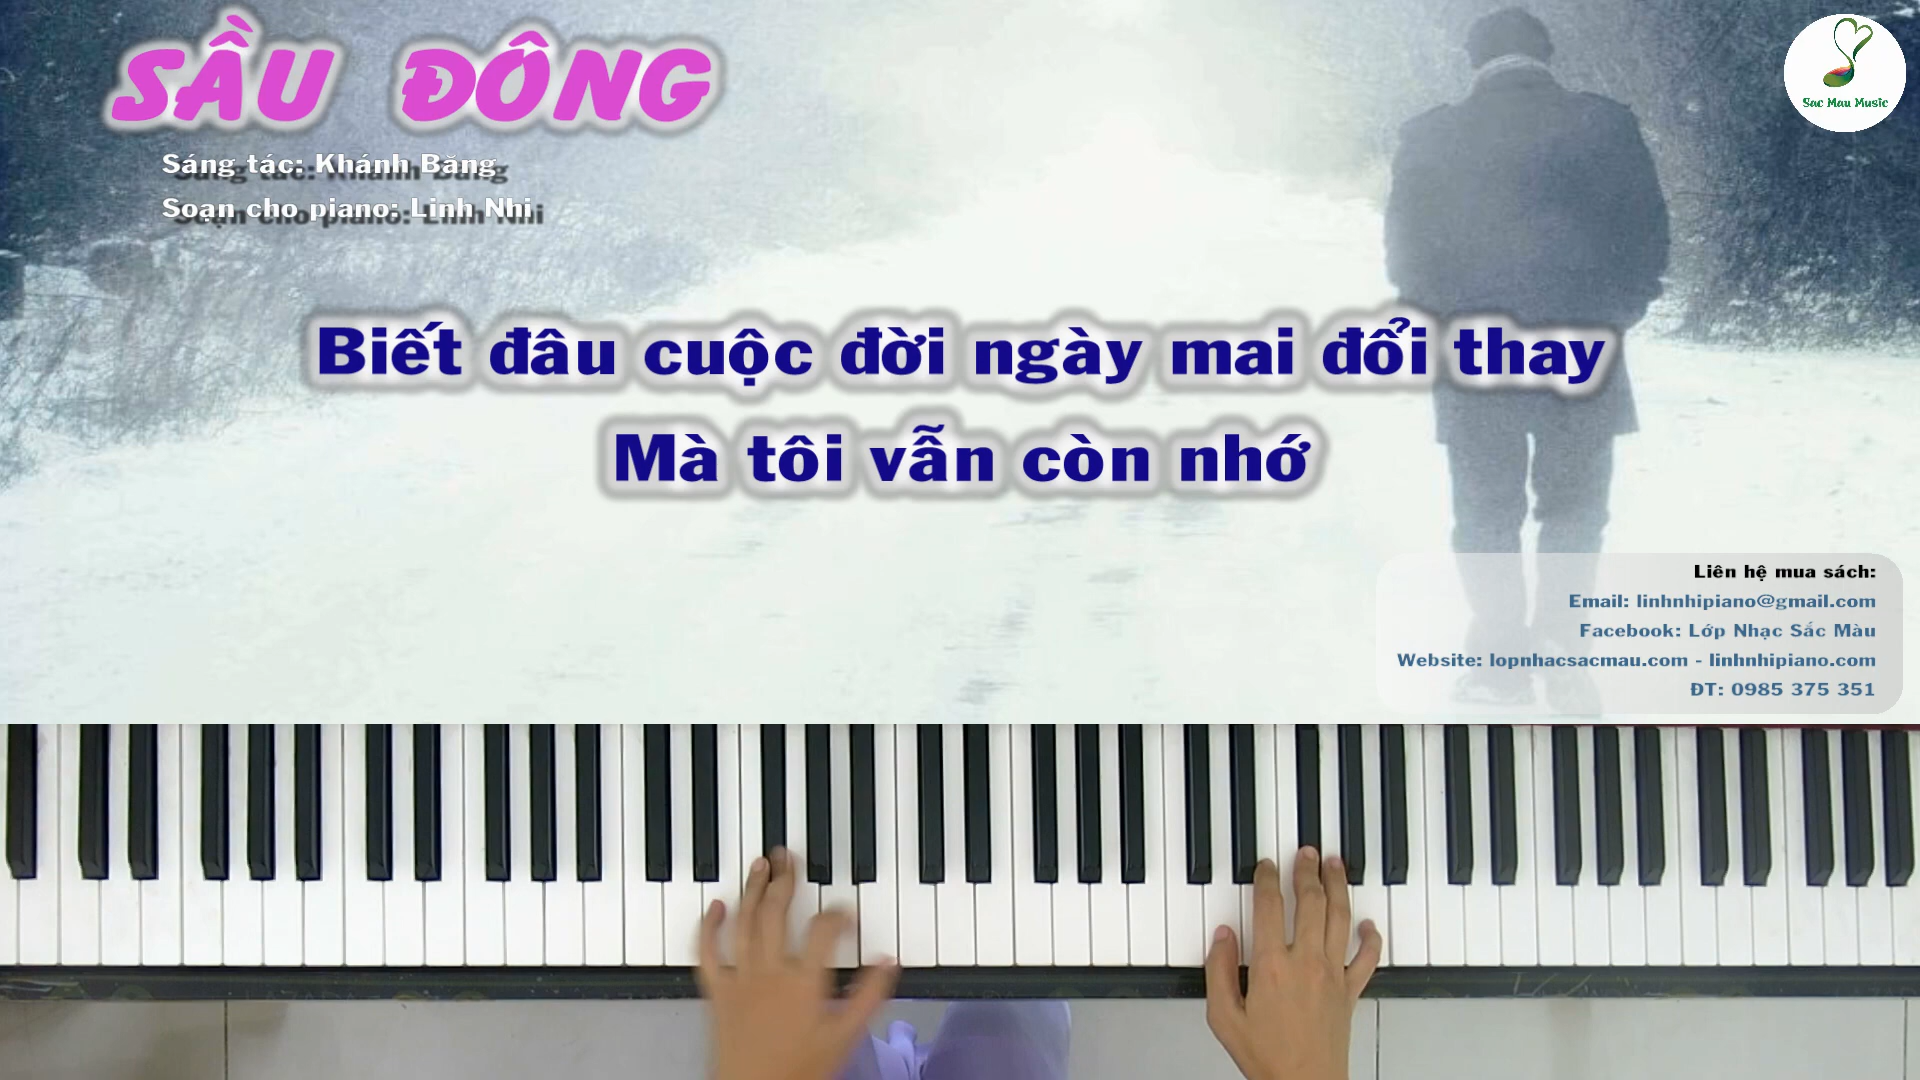 SẦU ĐÔNG
Sáng tác: Khánh Băng
Soạn cho piano: Linh Nhi
Sac Mau Music
Biết đâu cuộc đời ngày mai đổi thay
Mà tôi vẫn còn nhớ
Liên hệ mua sách:
Email: linhnhipiano@gmail.com
Facebook: Lớp Nhạc Sắc Màu
Website: lopnhacsacmau.com - linhnhipiano.com
ĐT: 0985 375 351